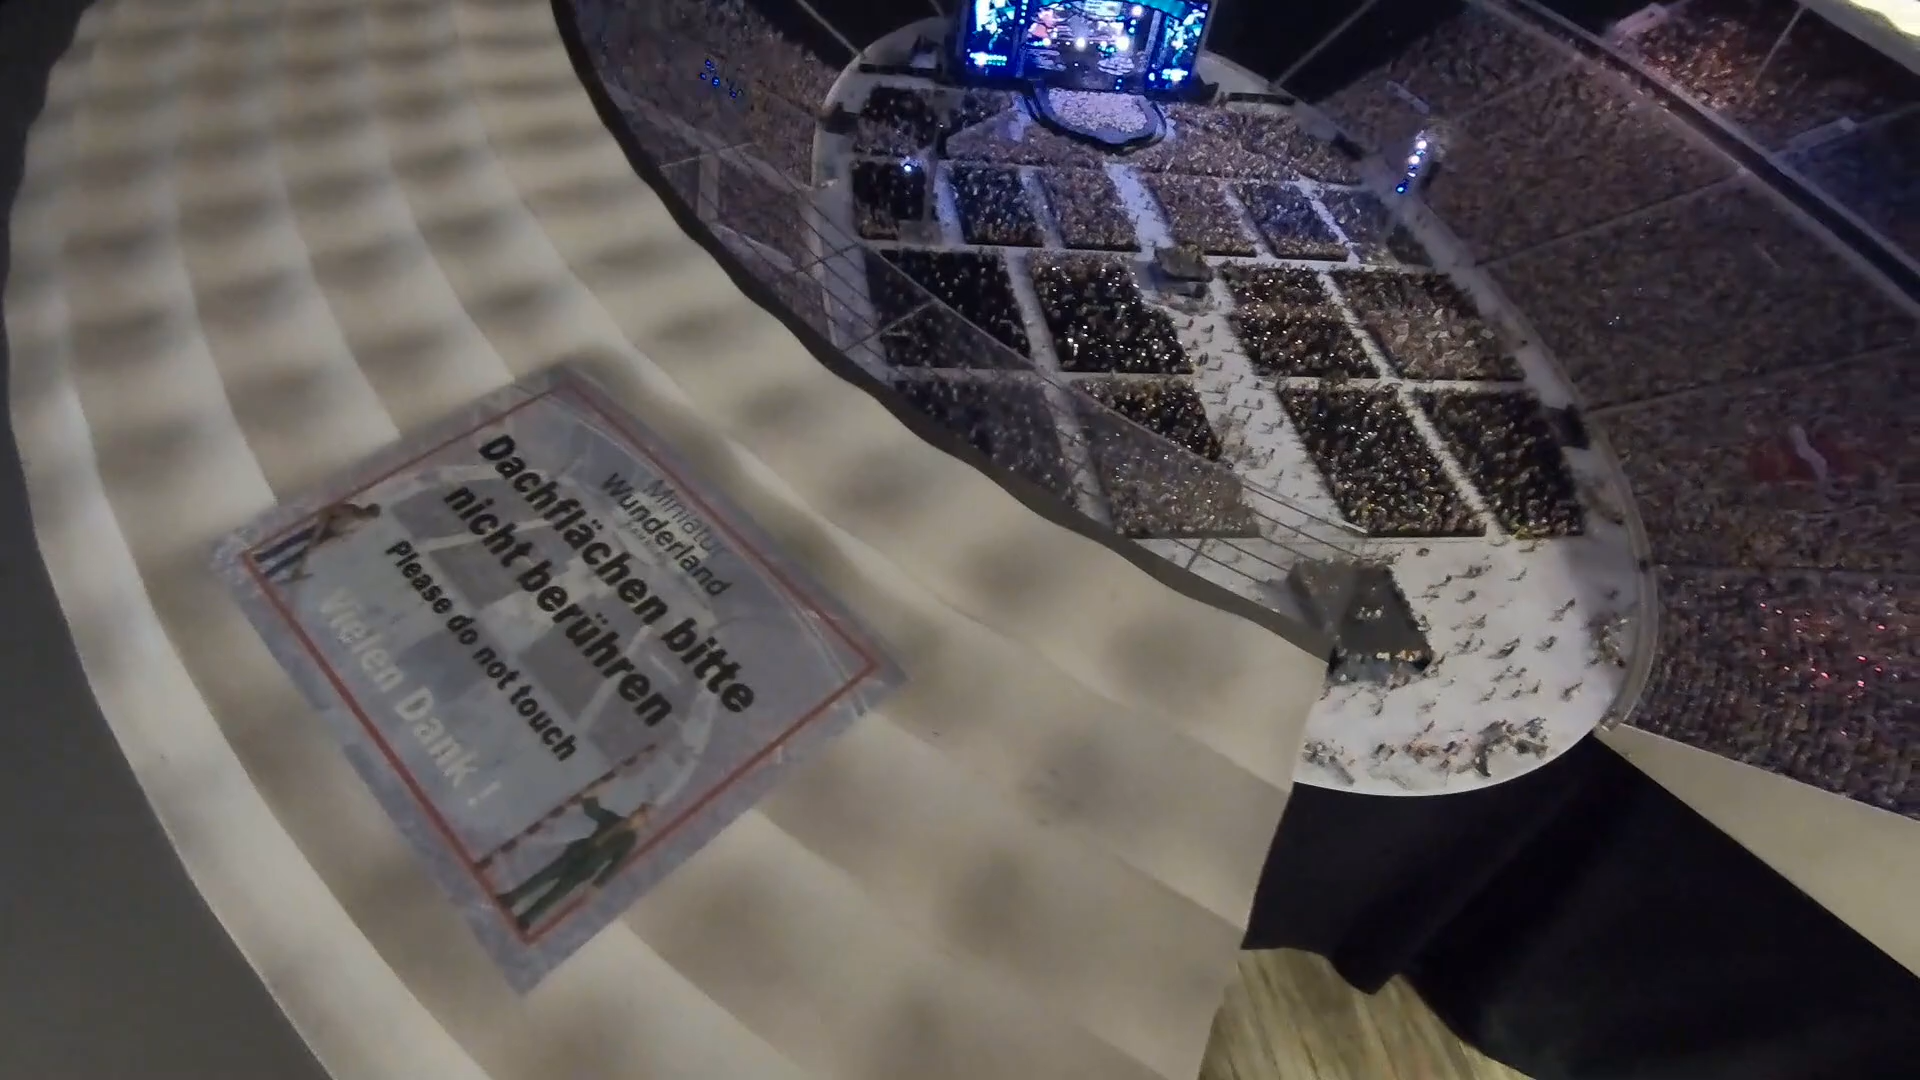 Miniatur
Wunderland
Dachflächen bitte
nicht berühren
Please do not touch
Vielen Dank !